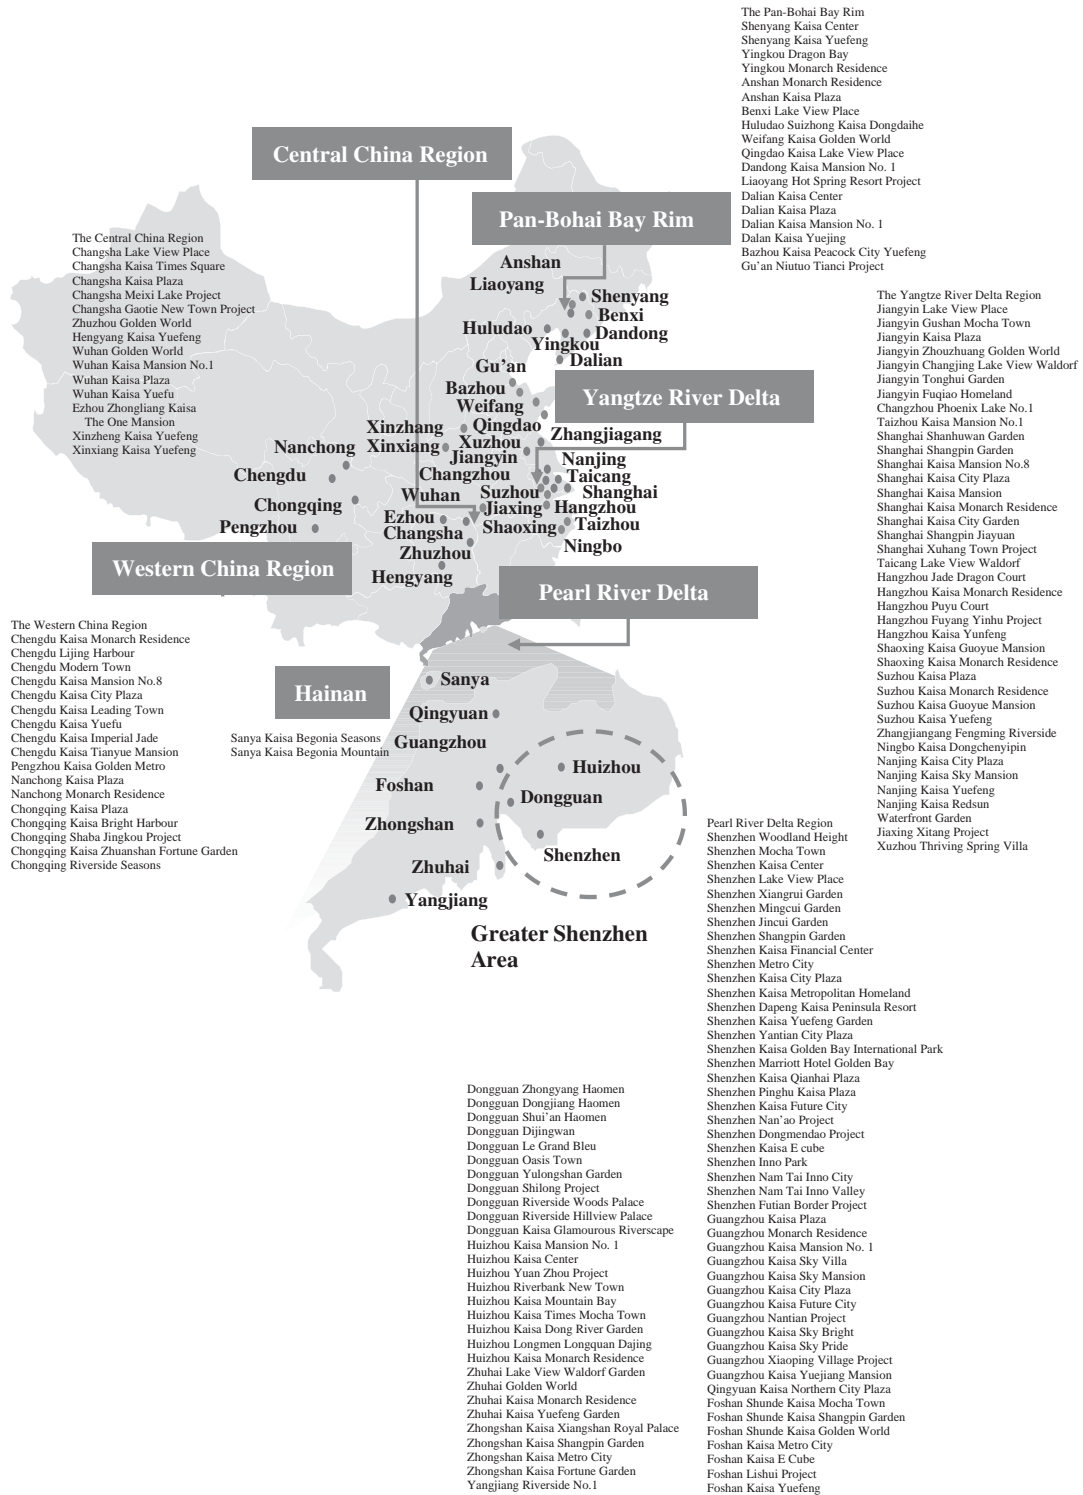 The Pan-Bohai Bay Rim
Shenyang Kaisa Center
Shenyang Kaisa Yuefeng
Yingkou Dragon Bay
Yingkou Monarch Residence
Anshan Monarch Residence
Anshan Kaisa Plaza
Benxi Lake View Place
Huludao Suizhong Kaisa Dongdaihe
Weifang Kaisa Golden World
Qingdao Kaisa Lake View Place
Dandong Kaisa Mansion No. 1
Liaoyang Hot Spring Resort Project
Dalian Kaisa Center
Dalian Kaisa Plaza
Dalian Kaisa Mansion No. 1
Dalan Kaisa Yuejing
Bazhou Kaisa Peacock City Yuefeng
Gu'an Niutuo Tianci Project
Central China Region
Pan-Bohai Bay Rim
The Central China Region
Changsha Lake View Place
Changsha Kaisa Times Square
Changsha Kaisa Plaza
Changsha Meixi Lake Project
Changsha Gaotie New Town Project
Zhuzhou Golden World
Hengyang Kaisa Yuefeng
Wuhan Golden World
Wuhan Kaisa Mansion No.1
Wuhan Kaisa Plaza
Wuhan Kaisa Yuefu
Ezhou Zhongliang Kaisa
The One Mansion
Xinzheng Kaisa Yuefeng
Xinxiang Kaisa Yuefeng
Anshan
Liaoyang
Shenyang
Benxi
Huludao
Dandong
Yingkou
Dalian
Gu'an
Bazhou
Weifang
Yangtze River Delta
Xinzhang
Qingdao
Zhangjiagang
Nanchong
Xinxiang
Xuzhou
Jiangyin
Nanjing
Chengdu
Changzhou
Taicang
Wuhan
Suzhou
Shanghai
Chongqing
Jiaxing
Hangzhou
Pengzhou
Ezhou
Changsha
Shaoxing
Taizhou
Zhuzhou
Ningbo
Hengyang
Western China Region
Pearl River Delta
The Yangtze River Delta Region
Jiangyin Lake View Place
Jiangyin Gushan Mocha Town
Jiangyin Kaisa Plaza
Jiangyin Zhouzhuang Golden World
Jiangyin Changjing Lake View Waldorf
Jiangyin Tonghui Garden
Jiangyin Fuqiao Homeland
Changzhou Phoenix Lake No.1
Taizhou Kaisa Mansion No.1
Shanghai Shanhuwan Garden
Shanghai Shangpin Garden
Shanghai Kaisa Mansion No.8
Shanghai Kaisa City Plaza
Shanghai Kaisa Mansion
Shanghai Kaisa Monarch Residence
Shanghai Kaisa City Garden
Shanghai Shangpin Jiayuan
Shanghai Xuhang Town Project
Taicang Lake View Waldorf
Hangzhou Jade Dragon Court
Hangzhou Kaisa Monarch Residence
Hangzhou Puyu Court
Hangzhou Fuyang Yinhu Project
Hangzhou Kaisa Yunfeng
Shaoxing Kaisa Guoyue Mansion
Shaoxing Kaisa Monarch Residence
Suzhou Kaisa Plaza
Suzhou Kaisa Monarch Residence
Suzhou Kaisa Guoyue Mansion
Suzhou Kaisa Yuefeng
Zhangjiangang Fengming Riverside
Ningbo Kaisa Dongchenyipin
Nanjing Kaisa City Plaza
Nanjing Kaisa Sky Mansion
Nanjing Kaisa Yuefeng
Nanjing Kaisa Redsun
Waterfront Garden
Jiaxing Xitang Project
Xuzhou Thriving Spring Villa
The Western China Region
Chengdu Kaisa Monarch Residence
Chengdu Lijing Harbour
Chengdu Modern Town
Chengdu Kaisa Mansion No.8
Chengdu Kaisa City Plaza
Chengdu Kaisa Leading Town
Chengdu Kaisa Yuefu
Chengdu Kaisa Imperial Jade
Chengdu Kaisa Tianyue Mansion
Pengzhou Kaisa Golden Metro
Nanchong Kaisa Plaza
Nanchong Monarch Residence
Chongqing Kaisa Plaza
Chongqing Kaisa Bright Harbour
Chongqing Shaba Jingkou Project
Chongqing Kaisa Zhuanshan Fortune Garden
Chongqing Riverside Seasons
Hainan
Sanya Kaisa Begonia Seasons
Sanya Kaisa Begonia Mountain
Sanya
Qingyuan
Guangzhou
Huizhou
Foshan
Dongguan
Zhongshan
Shenzhen
Zhuhai
Yangjiang
Greater Shenzhen
Area
Pearl River Delta Region
Shenzhen Woodland Height
Shenzhen Mocha Town
Shenzhen Kaisa Center
Shenzhen Lake View Place
Shenzhen Xiangrui Garden
Shenzhen Mingcui Garden
Shenzhen Jincui Garden
Shenzhen Shangpin Garden
Shenzhen Kaisa Financial Center
Shenzhen Metro City
Shenzhen Kaisa City Plaza
Shenzhen Kaisa Metropolitan Homeland
Shenzhen Dapeng Kaisa Peninsula Resort
Shenzhen Kaisa Yuefeng Garden
Shenzhen Yantian City Plaza
Shenzhen Kaisa Golden Bay International Park
Shenzhen Marriott Hotel Golden Bay
Shenzhen Kaisa Qianhai Plaza
Shenzhen Pinghu Kaisa Plaza
Shenzhen Kaisa Future City
Shenzhen Nan'ao Project
Shenzhen Dongmendao Project
Shenzhen Kaisa E cube
Shenzhen Inno Park
Shenzhen Nam Tai Inno City
Shenzhen Nam Tai Inno Valley
Shenzhen Futian Border Project
Guangzhou Kaisa Plaza
Guangzhou Monarch Residence
Guangzhou Kaisa Mansion No. 1
Guangzhou Kaisa Sky Villa
Guangzhou Kaisa Sky Mansion
Guangzhou Kaisa City Plaza
Guangzhou Kaisa Future City
Guangzhou Nantian Project
Guangzhou Kaisa Sky Bright
Guangzhou Kaisa Sky Pride
Guangzhou Xiaoping Village Project
Guangzhou Kaisa Yuejiang Mansion
Qingyuan Kaisa Northern City Plaza
Foshan Shunde Kaisa Mocha Town
Foshan Shunde Kaisa Shangpin Garden
Foshan Shunde Kaisa Golden World
Foshan Kaisa Metro City
Foshan Kaisa E Cube
Foshan Lishui Project
Foshan Kaisa Yuefeng
Dongguan Zhongyang Haomen
Dongguan Dongjiang Haomen
Dongguan Shui'an Haomen
Dongguan Dijingwan
Dongguan Le Grand Bleu
Dongguan Oasis Town
Dongguan Yulongshan Garden
Dongguan Shilong Project
Dongguan Riverside Woods Palace
Dongguan Riverside Hillview Palace
Dongguan Kaisa Glamourous Riverscape
Huizhou Kaisa Mansion No. 1
Huizhou Kaisa Center
Huizhou Yuan Zhou Project
Huizhou Riverbank New Town
Huizhou Kaisa Mountain Bay
Huizhou Kaisa Times Mocha Town
Huizhou Kaisa Dong River Garden
Huizhou Longmen Longquan Dajing
Huizhou Kaisa Monarch Residence
Zhuhai Lake View Waldorf Garden
Zhuhai Golden World
Zhuhai Kaisa Monarch Residence
Zhuhai Kaisa Yuefeng Garden
Zhongshan Kaisa Xiangshan Royal Palace
Zhongshan Kaisa Shangpin Garden
Zhongshan Kaisa Metro City
Zhongshan Kaisa Fortune Garden
Yangjiang Riverside No.1